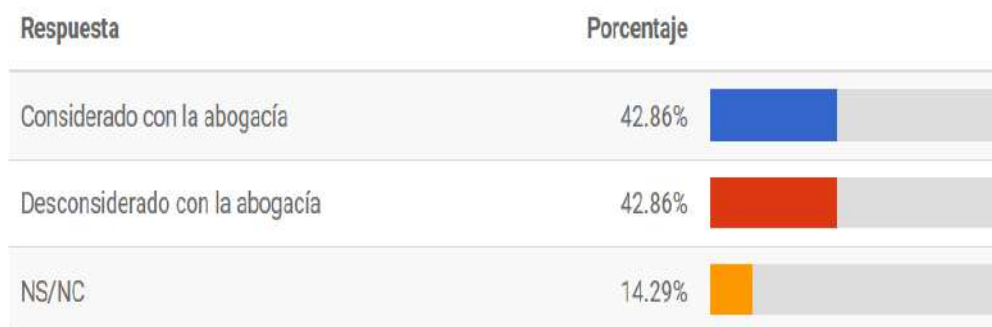 Respuesta Porcentaje
Considerado con la abogacía 42.86%
Desconsiderado con la abogacía 42.86%
NS/NC 14.29%